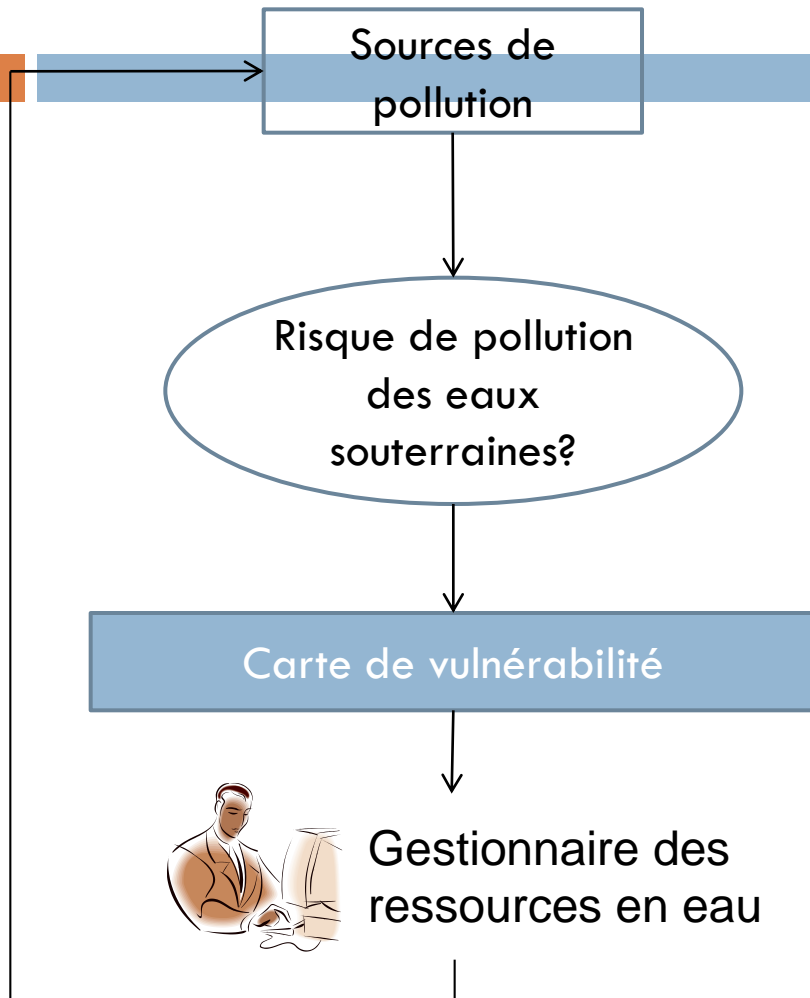 Sources de
pollution
Risque de pollution
des eaux
souterraines?
Carte de vulnérabilité
Gestionnaire des
ressources en eau